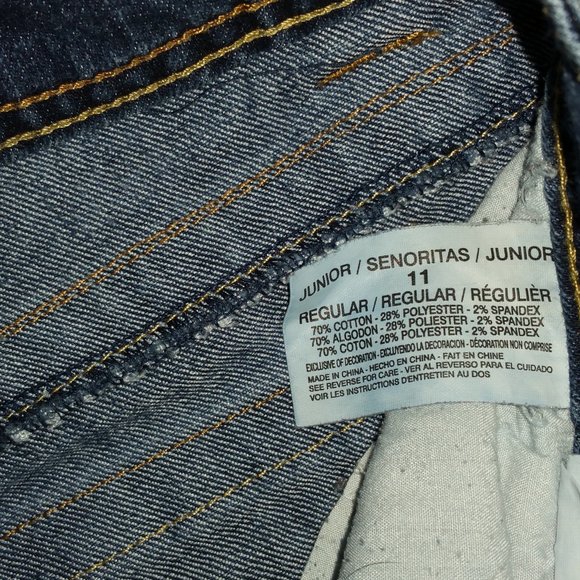 JUNIOR / SENORITAS / JUNIOR
11
REGULAR / REGULAR / RÉGULIÈR
70% COTTON - 28% POLYESTER - 2% SPANDEX
70% ALGODON - 28% POLIESTER - 2% SPANDEX
70% COTON - 28% POLYESTER - 2% SPANDEX
EXCLUSIVE OF DECORATION - EXCLUYENDO LA DECORACION - DÉCORATION NON COMPRISE
MADE IN CHINA - HECHO EN CHINA - FAIT EN CHINE
SEE REVERSE FOR CARE - VER AL REVERSO PARA EL CUIDADO
VOIR LES INSTRUCTIONS D'ENTRETIEN AU DOS